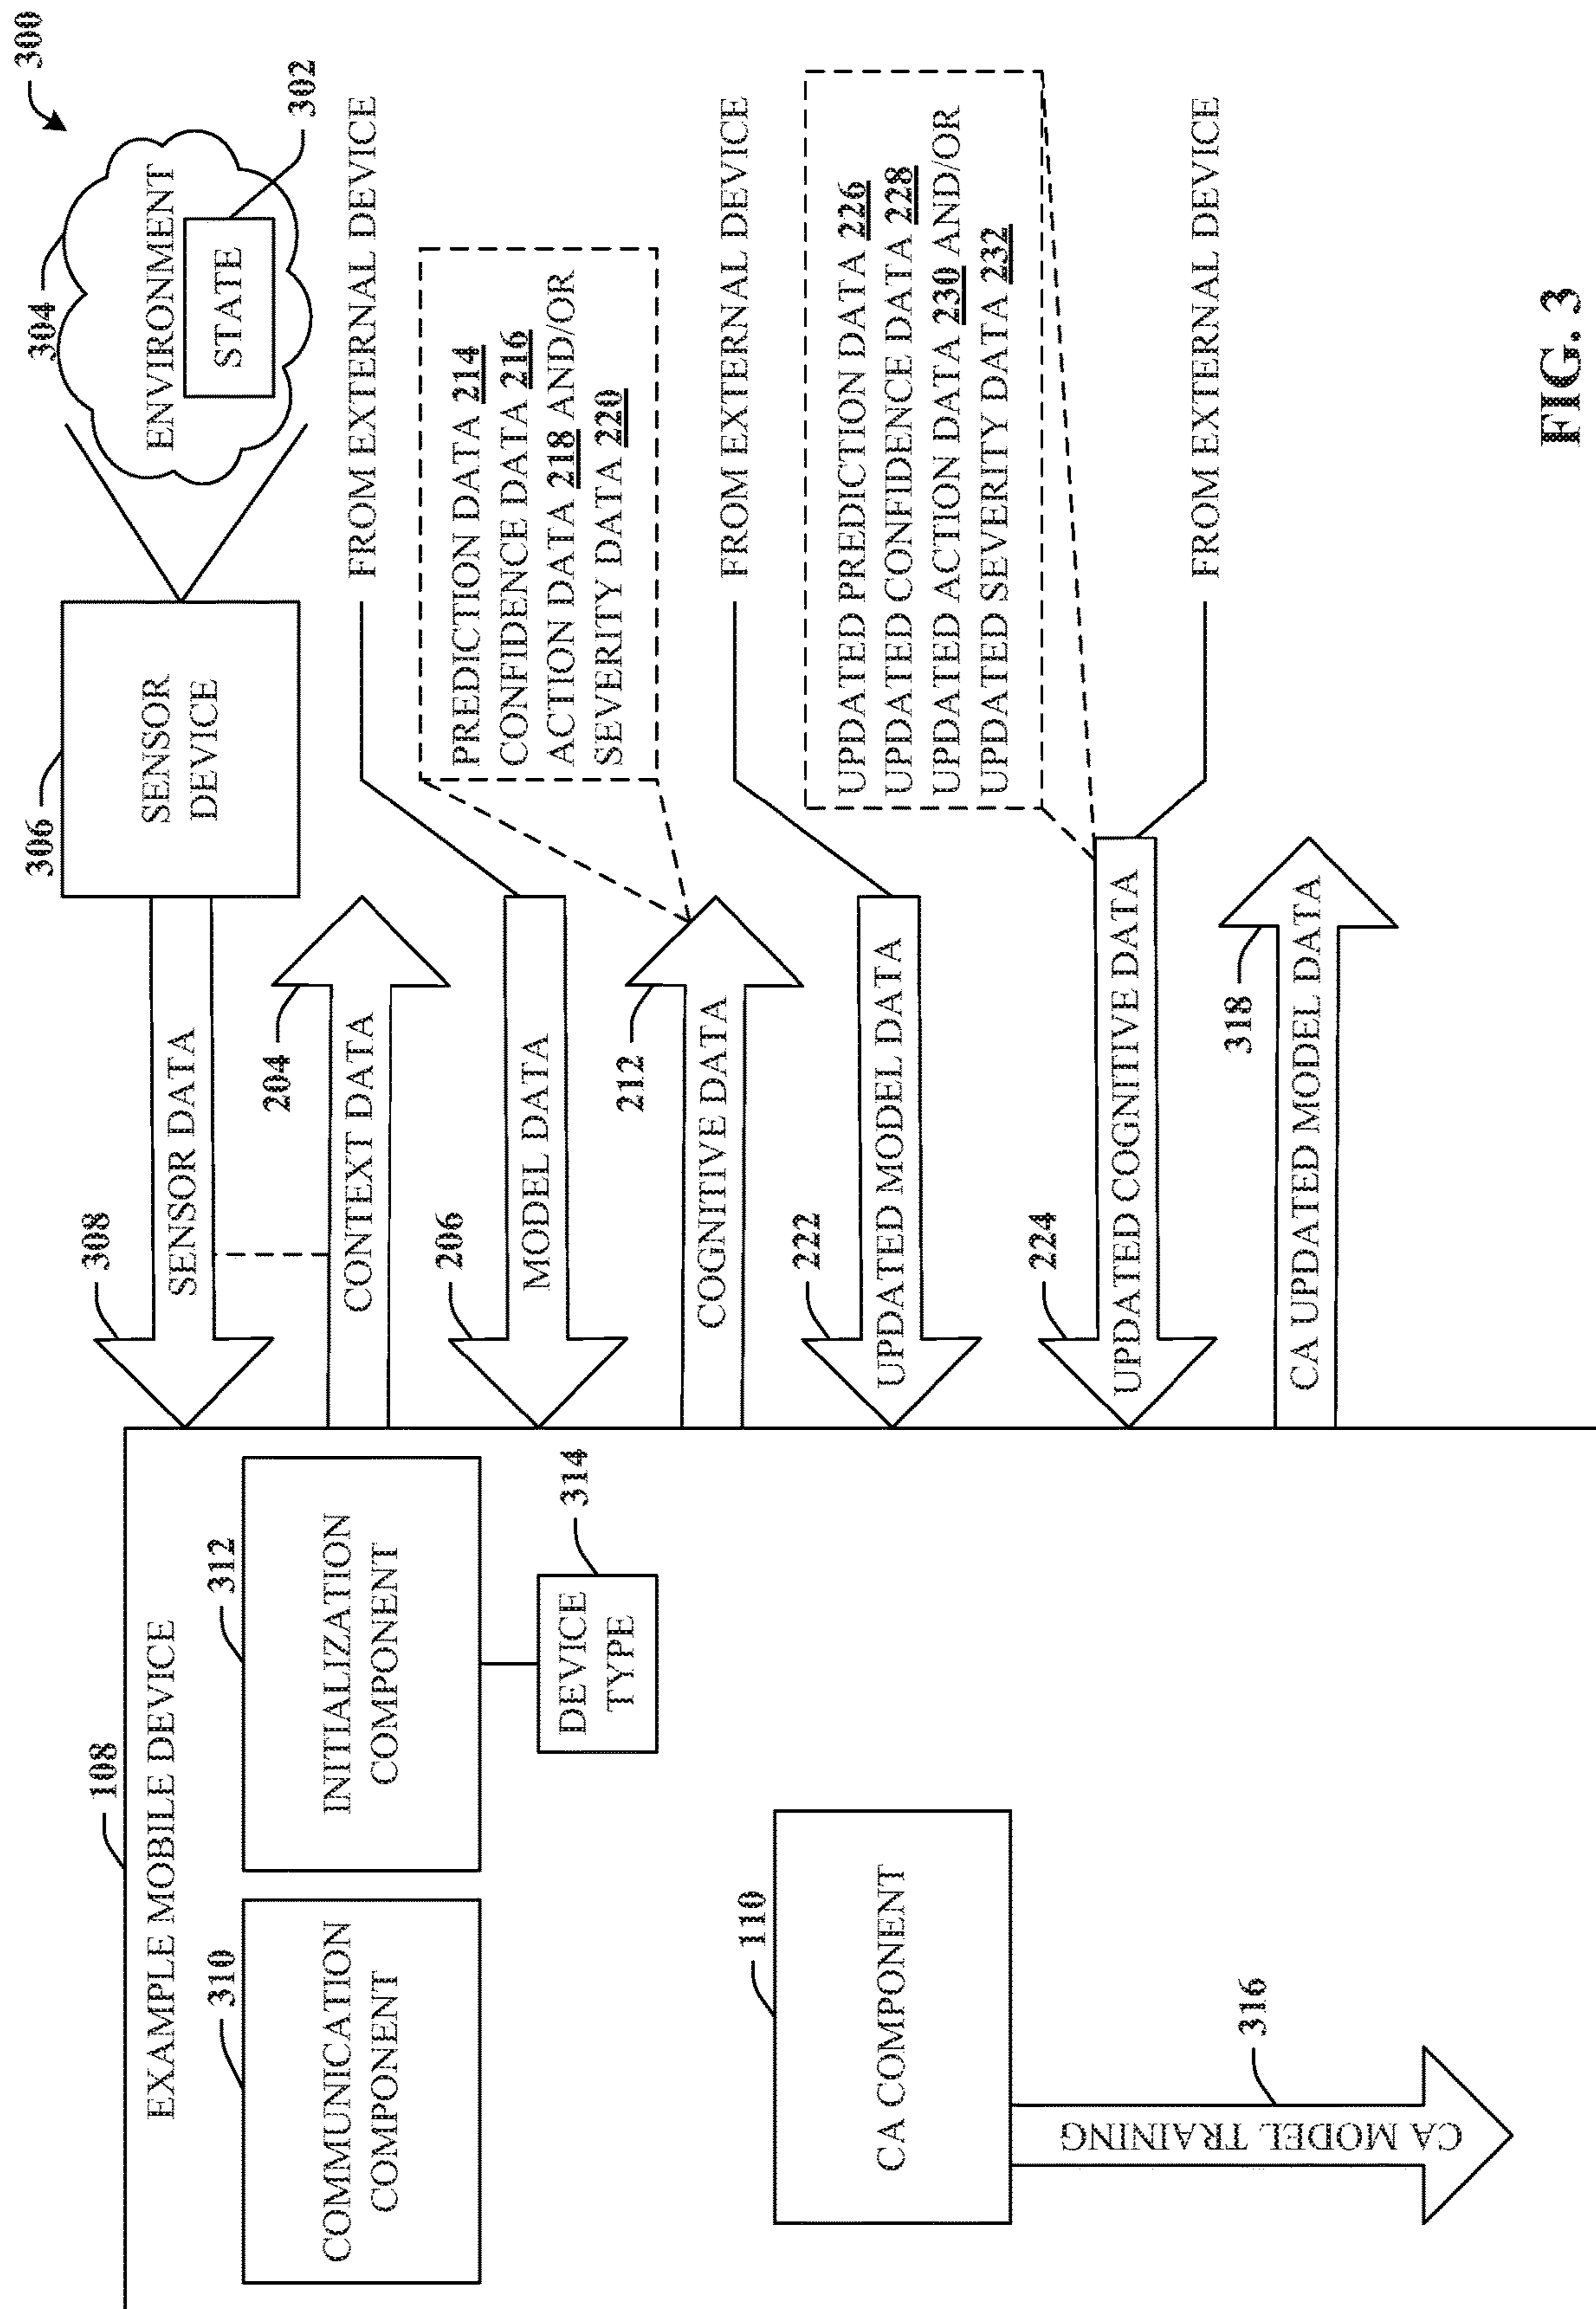 300
108
EXAMPLE MOBILE DEVICE
310
COMMUNICATION
COMPONENT
312
INITIALIZATION
COMPONENT
314
DEVICE
TYPE
110
CA COMPONENT
316
CA MODEL TRAINING
308
SENSOR DATA
306
SENSOR
DEVICE
304
ENVIRONMENT
STATE
302
204
CONTEXT DATA
206
MODEL DATA
FROM EXTERNAL DEVICE
212
COGNITIVE DATA
PREDICTION DATA 214
CONFIDENCE DATA 216
ACTION DATA 218 AND/OR
SEVERITY DATA 220
222
UPDATED MODEL DATA
FROM EXTERNAL DEVICE
224
UPDATED COGNITIVE DATA
UPDATED PREDICTION DATA 226
UPDATED CONFIDENCE DATA 228
UPDATED ACTION DATA 230 AND/OR
UPDATED SEVERITY DATA 232
FROM EXTERNAL DEVICE
318
CA UPDATED MODEL DATA
FIG. 3